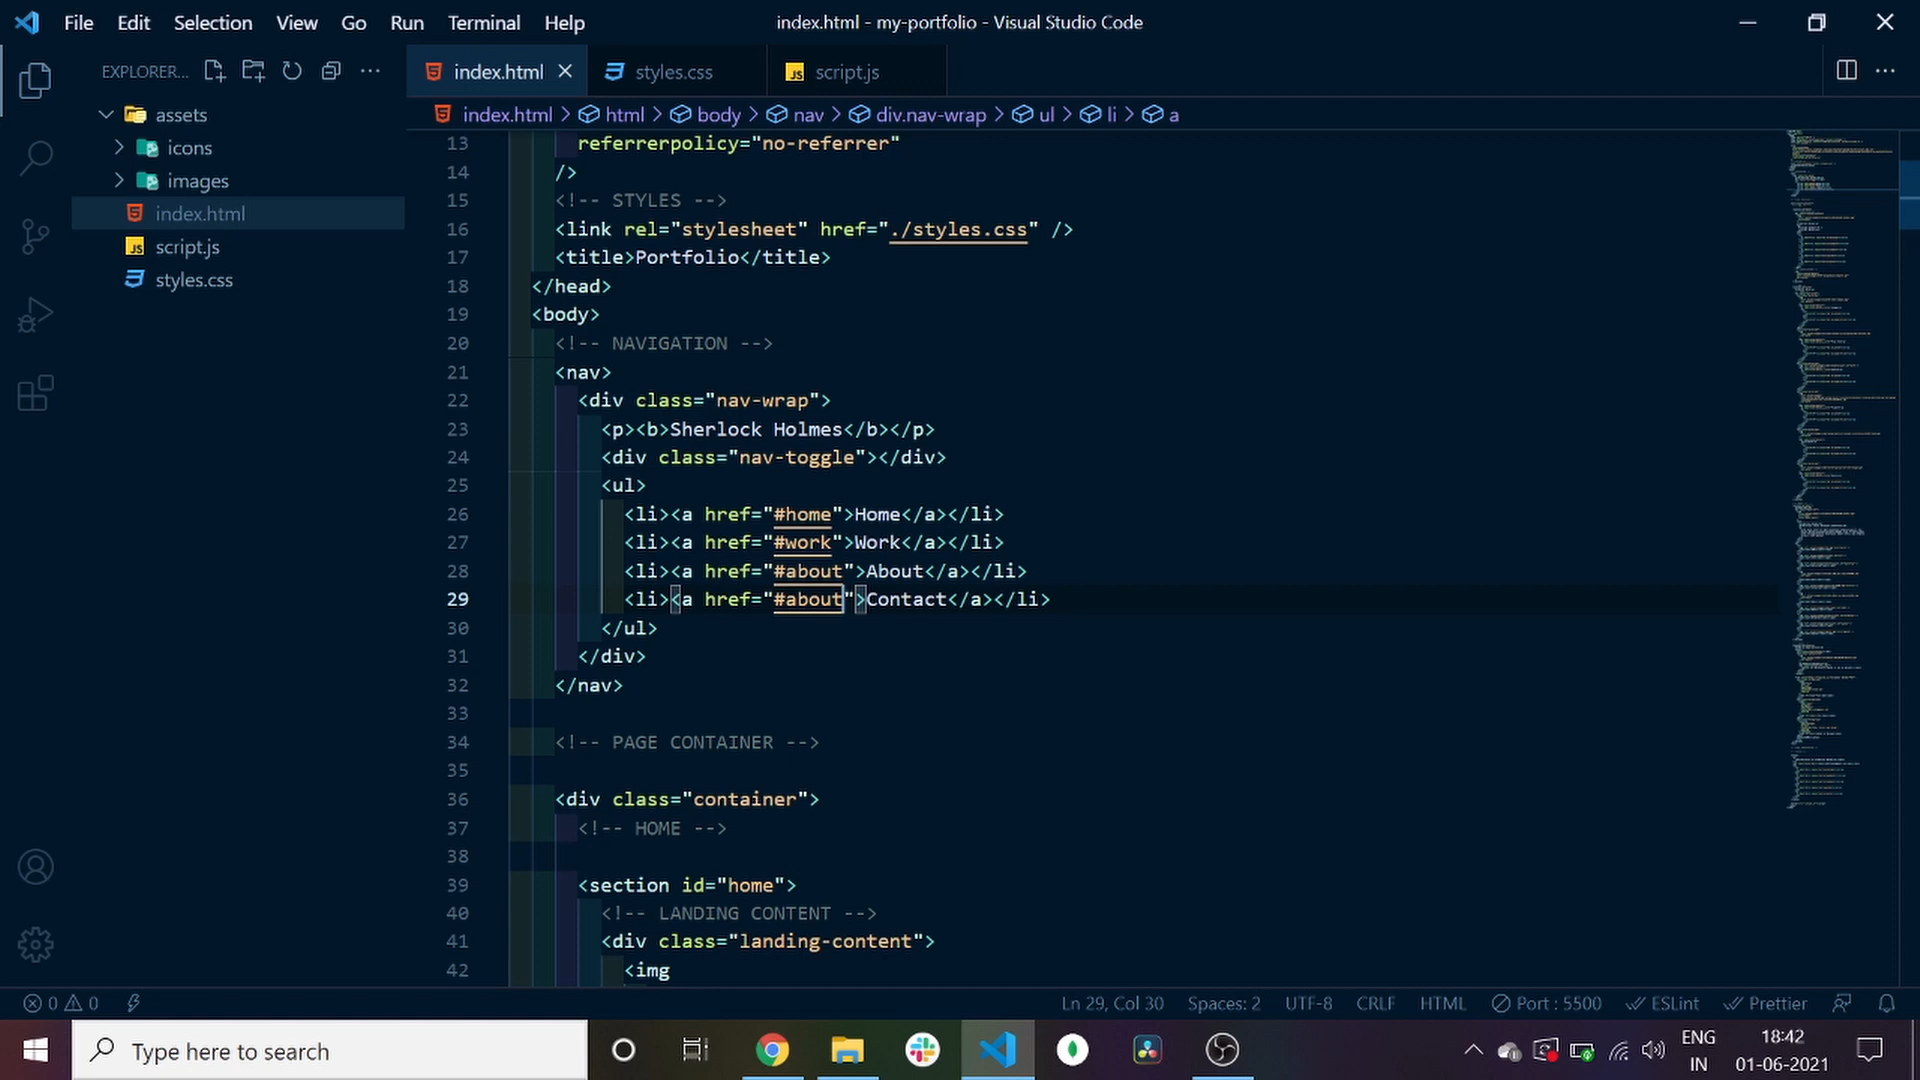 File Edit Selection View Go Run Terminal Help
index.html - my-portfolio - Visual Studio Code
EXPLORER...
assets
icons
images
index.html
script.js
styles.css
index.html
styles.css
script.js
index.html > html > body > nav > div.nav-wrap > ul > li > a
13 referrerpolicy="no-referrer"
14 />
15 <!-- STYLES -->
16 <link rel="stylesheet" href="./styles.css" />
17 <title>Portfolio</title>
18 </head>
19 <body>
20 <!-- NAVIGATION -->
21 <nav>
22 <div class="nav-wrap">
23 <p><b>Sherlock Holmes</b></p>
24 <div class="nav-toggle"></div>
25 <ul>
26 <li><a href="#home">Home</a></li>
27 <li><a href="#work">Work</a></li>
28 <li><a href="#about">About</a></li>
29 <li><a href="#about">Contact</a></li>
30 </ul>
31 </div>
32 </nav>
33
34 <!-- PAGE CONTAINER -->
35
36 <div class="container">
37 <!-- HOME -->
38
39 <section id="home">
40 <!-- LANDING CONTENT -->
41 <div class="landing-content">
42 <img
0 0
Ln 29, Col 30 Spaces: 2 UTF-8 CRLF HTML Port : 5500 ESLint Prettier
Type here to search
ENG
IN
18:42
01-06-2021